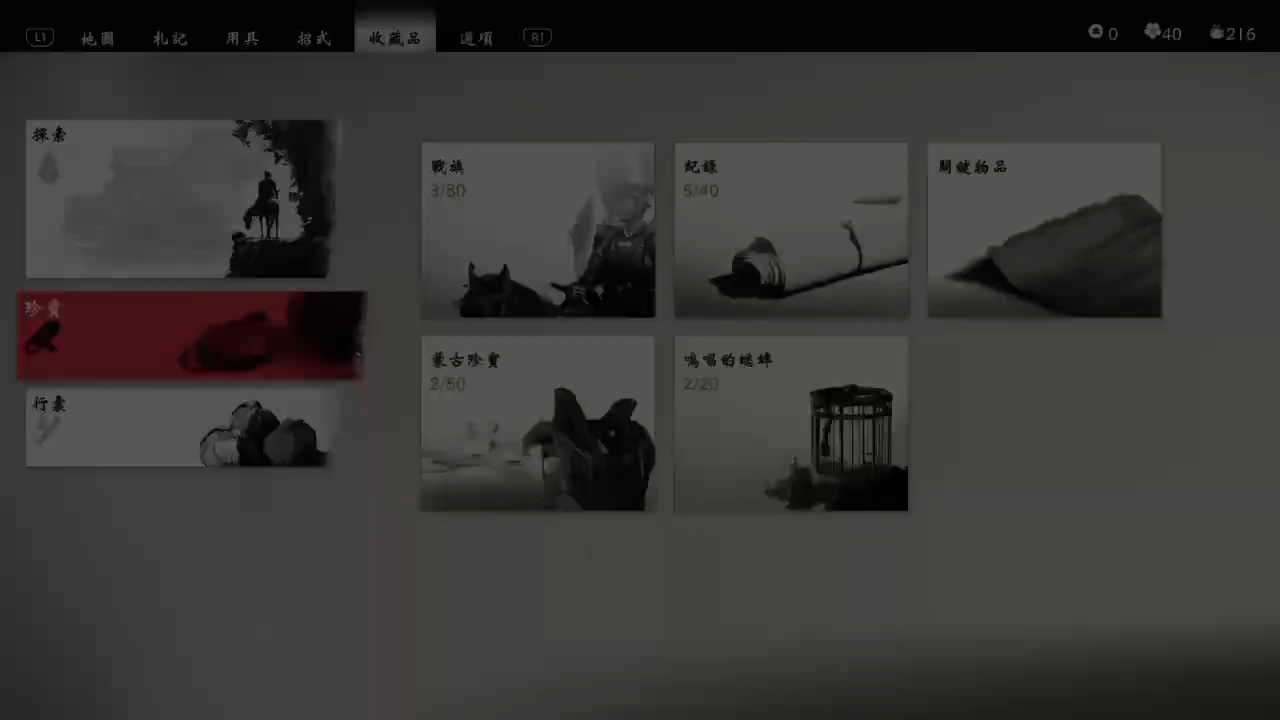 L1 地圖 札記 用具 招式 收藏品 選項 R1 0 40 216
探索
珍寶
行囊
戰旗
3/80
紀錄
5/40
關鍵物品
蒙古珍寶
2/60
鳴唱的蟋蟀
2/20